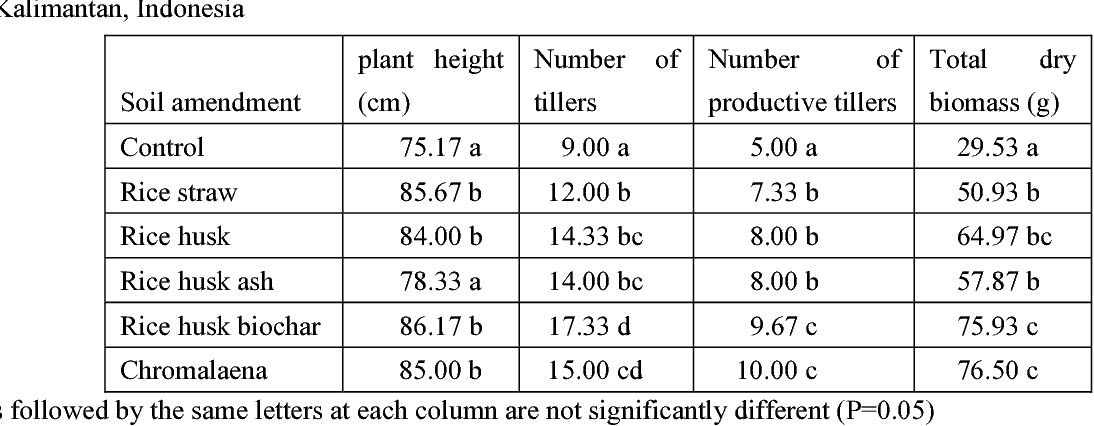 Kalimantan, Indonesia
Soil amendment plant height (cm) Number of tillers Number of productive tillers Total dry biomass (g)
Control 75.17 a 9.00 a 5.00 a 29.53 a
Rice straw 85.67 b 12.00 b 7.33 b 50.93 b
Rice husk 84.00 b 14.33 bc 8.00 b 64.97 bc
Rice husk ash 78.33 a 14.00 bc 8.00 b 57.87 b
Rice husk biochar 86.17 b 17.33 d 9.67 c 75.93 c
Chromalaena 85.00 b 15.00 cd 10.00 c 76.50 c
s followed by the same letters at each column are not significantly different (P=0.05)